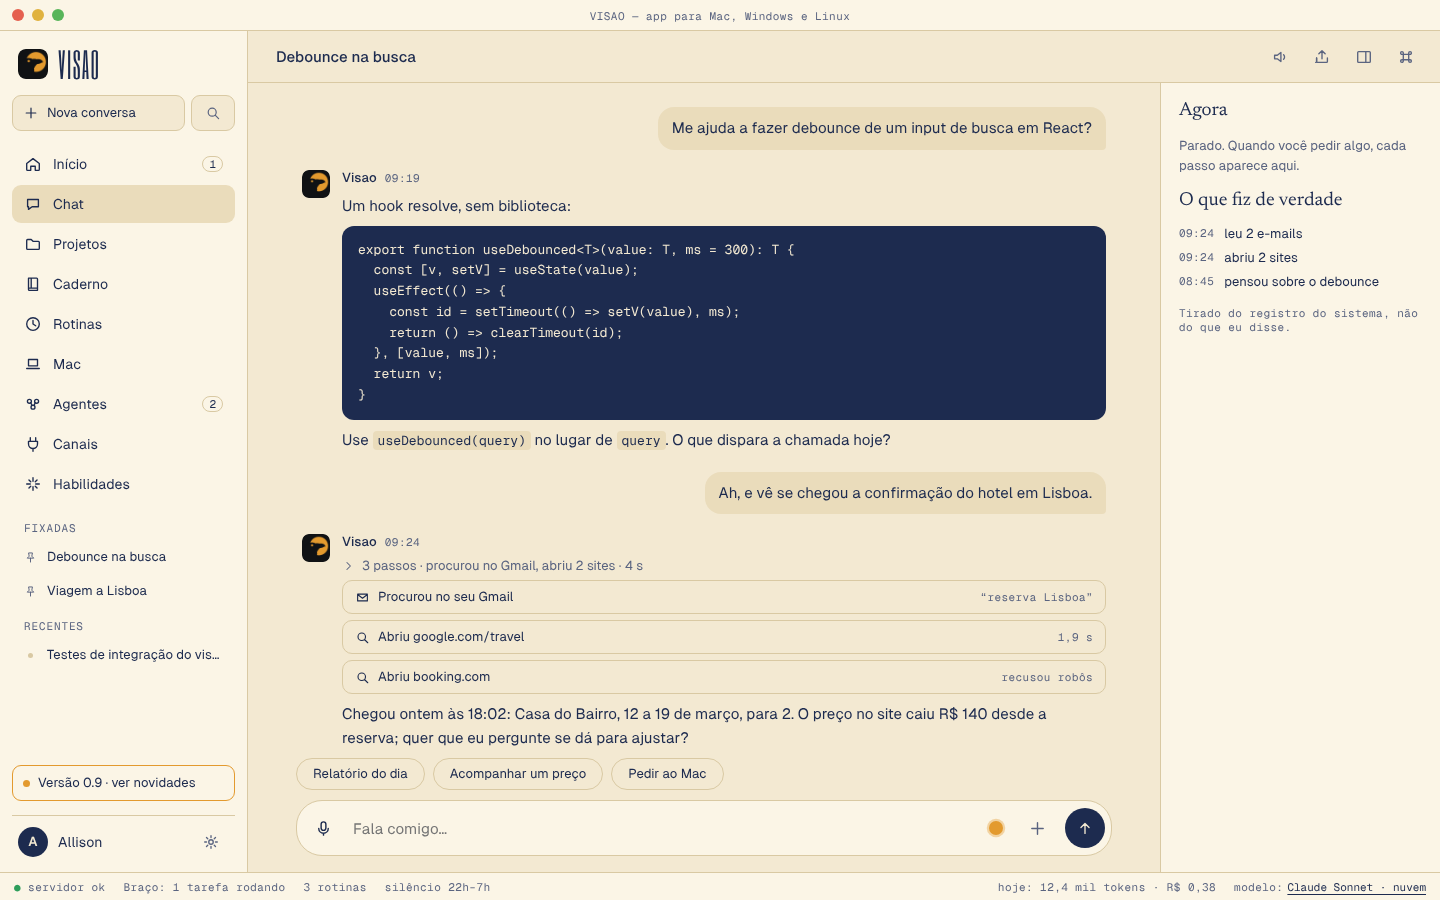 VISAO — app para Mac, Windows e Linux
VISAO
Nova conversa
Início 1
Chat
Projetos
Caderno
Rotinas
Mac
Agentes 2
Canais
Habilidades
FIXADAS
Debounce na busca
Viagem a Lisboa
RECENTES
Testes de integração do vis...
Versão 0.9 · ver novidades
A Allison
Debounce na busca
Me ajuda a fazer debounce de um input de busca em React?
Visao 09:19
Um hook resolve, sem biblioteca:
export function useDebounced<T>(value: T, ms = 300): T {
  const [v, setV] = useState(value);
  useEffect(() => {
    const id = setTimeout(() => setV(value), ms);
    return () => clearTimeout(id);
  }, [value, ms]);
  return v;
}
Use useDebounced(query) no lugar de query. O que dispara a chamada hoje?
Ah, e vê se chegou a confirmação do hotel em Lisboa.
Visao 09:24
3 passos · procurou no Gmail, abriu 2 sites · 4 s
Procurou no seu Gmail “reserva Lisboa”
Abriu google.com/travel 1,9 s
Abriu booking.com recusou robôs
Chegou ontem às 18:02: Casa do Bairro, 12 a 19 de março, para 2. O preço no site caiu R$ 140 desde a
reserva; quer que eu pergunte se dá para ajustar?
Relatório do dia
Acompanhar um preço
Pedir ao Mac
Fala comigo...
Agora
Parado. Quando você pedir algo, cada
passo aparece aqui.
O que fiz de verdade
09:24 leu 2 e-mails
09:24 abriu 2 sites
08:45 pensou sobre o debounce
Tirado do registro do sistema, não
do que eu disse.
servidor ok Braço: 1 tarefa rodando 3 rotinas silêncio 22h-7h
hoje: 12,4 mil tokens · R$ 0,38 modelo: Claude Sonnet · nuvem